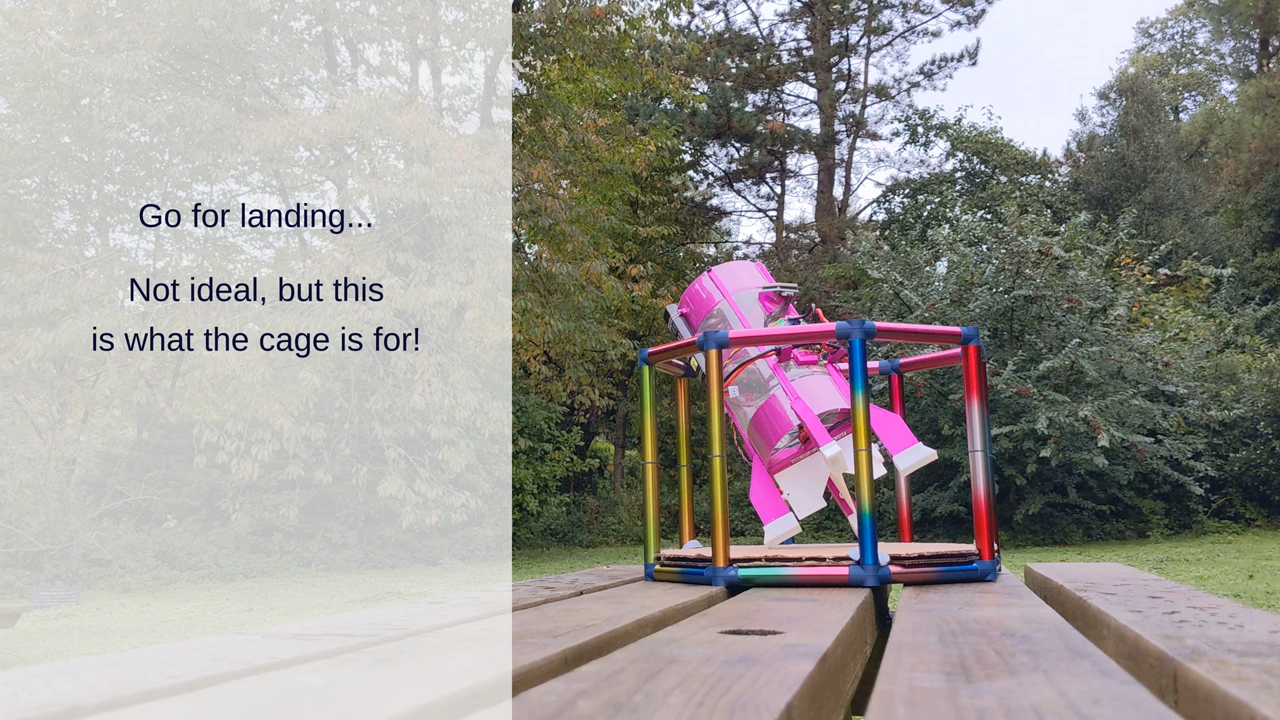 Go for landing...
Not ideal, but this
is what the cage is for!